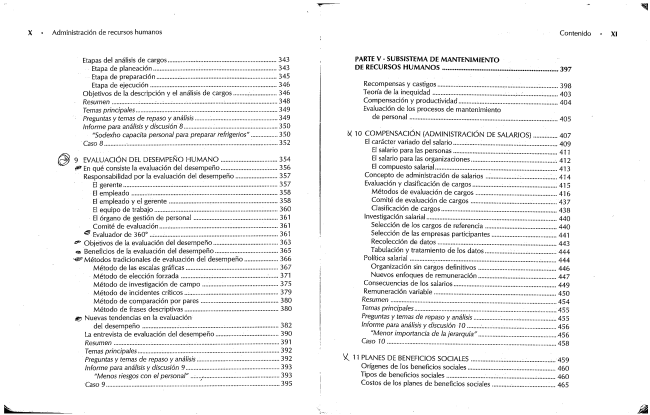 X • Administración de recursos humanos
Etapas del análisis de cargos 343
Etapa de planeación 343
Etapa de preparación 345
Etapa de ejecución 346
Objetivos de la descripción y el análisis de cargos 346
Resumen 348
Temas principales 349
Preguntas y temas de repaso y análisis 349
Informe para análisis y discusión 8 350
"Sodexho capacita personal para preparar refrigerios" 350
Caso 8 352
9 EVALUACIÓN DEL DESEMPEÑO HUMANO 354
En qué consiste la evaluación del desempeño 356
Responsabilidad por la evaluación del desempeño 357
El gerente 357
El empleado 358
El empleado y el gerente 358
El equipo de trabajo 360
El órgano de gestión de personal 361
Comité de evaluación 361
Evaluador de 360° 361
Objetivos de la evaluación del desempeño 363
Beneficios de la evaluación del desempeño 365
Métodos tradicionales de evaluación del desempeño 366
Método de las escalas gráficas 367
Método de elección forzada 371
Método de investigación de campo 375
Método de incidentes críticos 379
Método de comparación por pares 380
Método de frases descriptivas 380
Nuevas tendencias en la evaluación
del desempeño 382
La entrevista de evaluación del desempeño 390
Resumen 391
Temas principales 392
Preguntas y temas de repaso y análisis 392
Informe para análisis y discusión 9 393
"Menos riesgos con el personal" 393
Caso 9 395
Contenido • XI
PARTE V - SUBSISTEMA DE MANTENIMIENTO
DE RECURSOS HUMANOS 397
Recompensas y castigos 398
Teoría de la inequidad 403
Compensación y productividad 404
Evaluación de los procesos de mantenimiento
de personal 405
10 COMPENSACIÓN (ADMINISTRACIÓN DE SALARIOS) 407
El carácter variado del salario 409
El salario para las personas 411
El salario para las organizaciones 412
El compuesto salarial 413
Concepto de administración de salarios 414
Evaluación y clasificación de cargos 415
Métodos de evaluación de cargos 416
Comité de evaluación de cargos 437
Clasificación de cargos 438
Investigación salarial 440
Selección de los cargos de referencia 440
Selección de las empresas participantes 441
Recolección de datos 443
Tabulación y tratamiento de los datos 444
Política salarial 444
Organización sin cargos definitivos 446
Nuevos enfoques de remuneración 447
Consecuencias de los salarios 449
Remuneración variable 450
Resumen 454
Temas principales 455
Preguntas y temas de repaso y análisis 455
Informe para análisis y discusión 10 456
"Menor importancia de la jerarquía" 456
Caso 10 458
11 PLANES DE BENEFICIOS SOCIALES 459
Orígenes de los beneficios sociales 460
Tipos de beneficios sociales 460
Costos de los planes de beneficios sociales 465